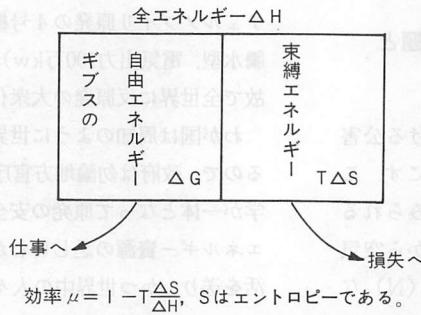 全エネルギー△H
ギブスの
自由エネルギー
△G
束縛エネルギー
T△S
仕事
損失へ
効率μ=1-T△S/△H, Sはエントロピーである。